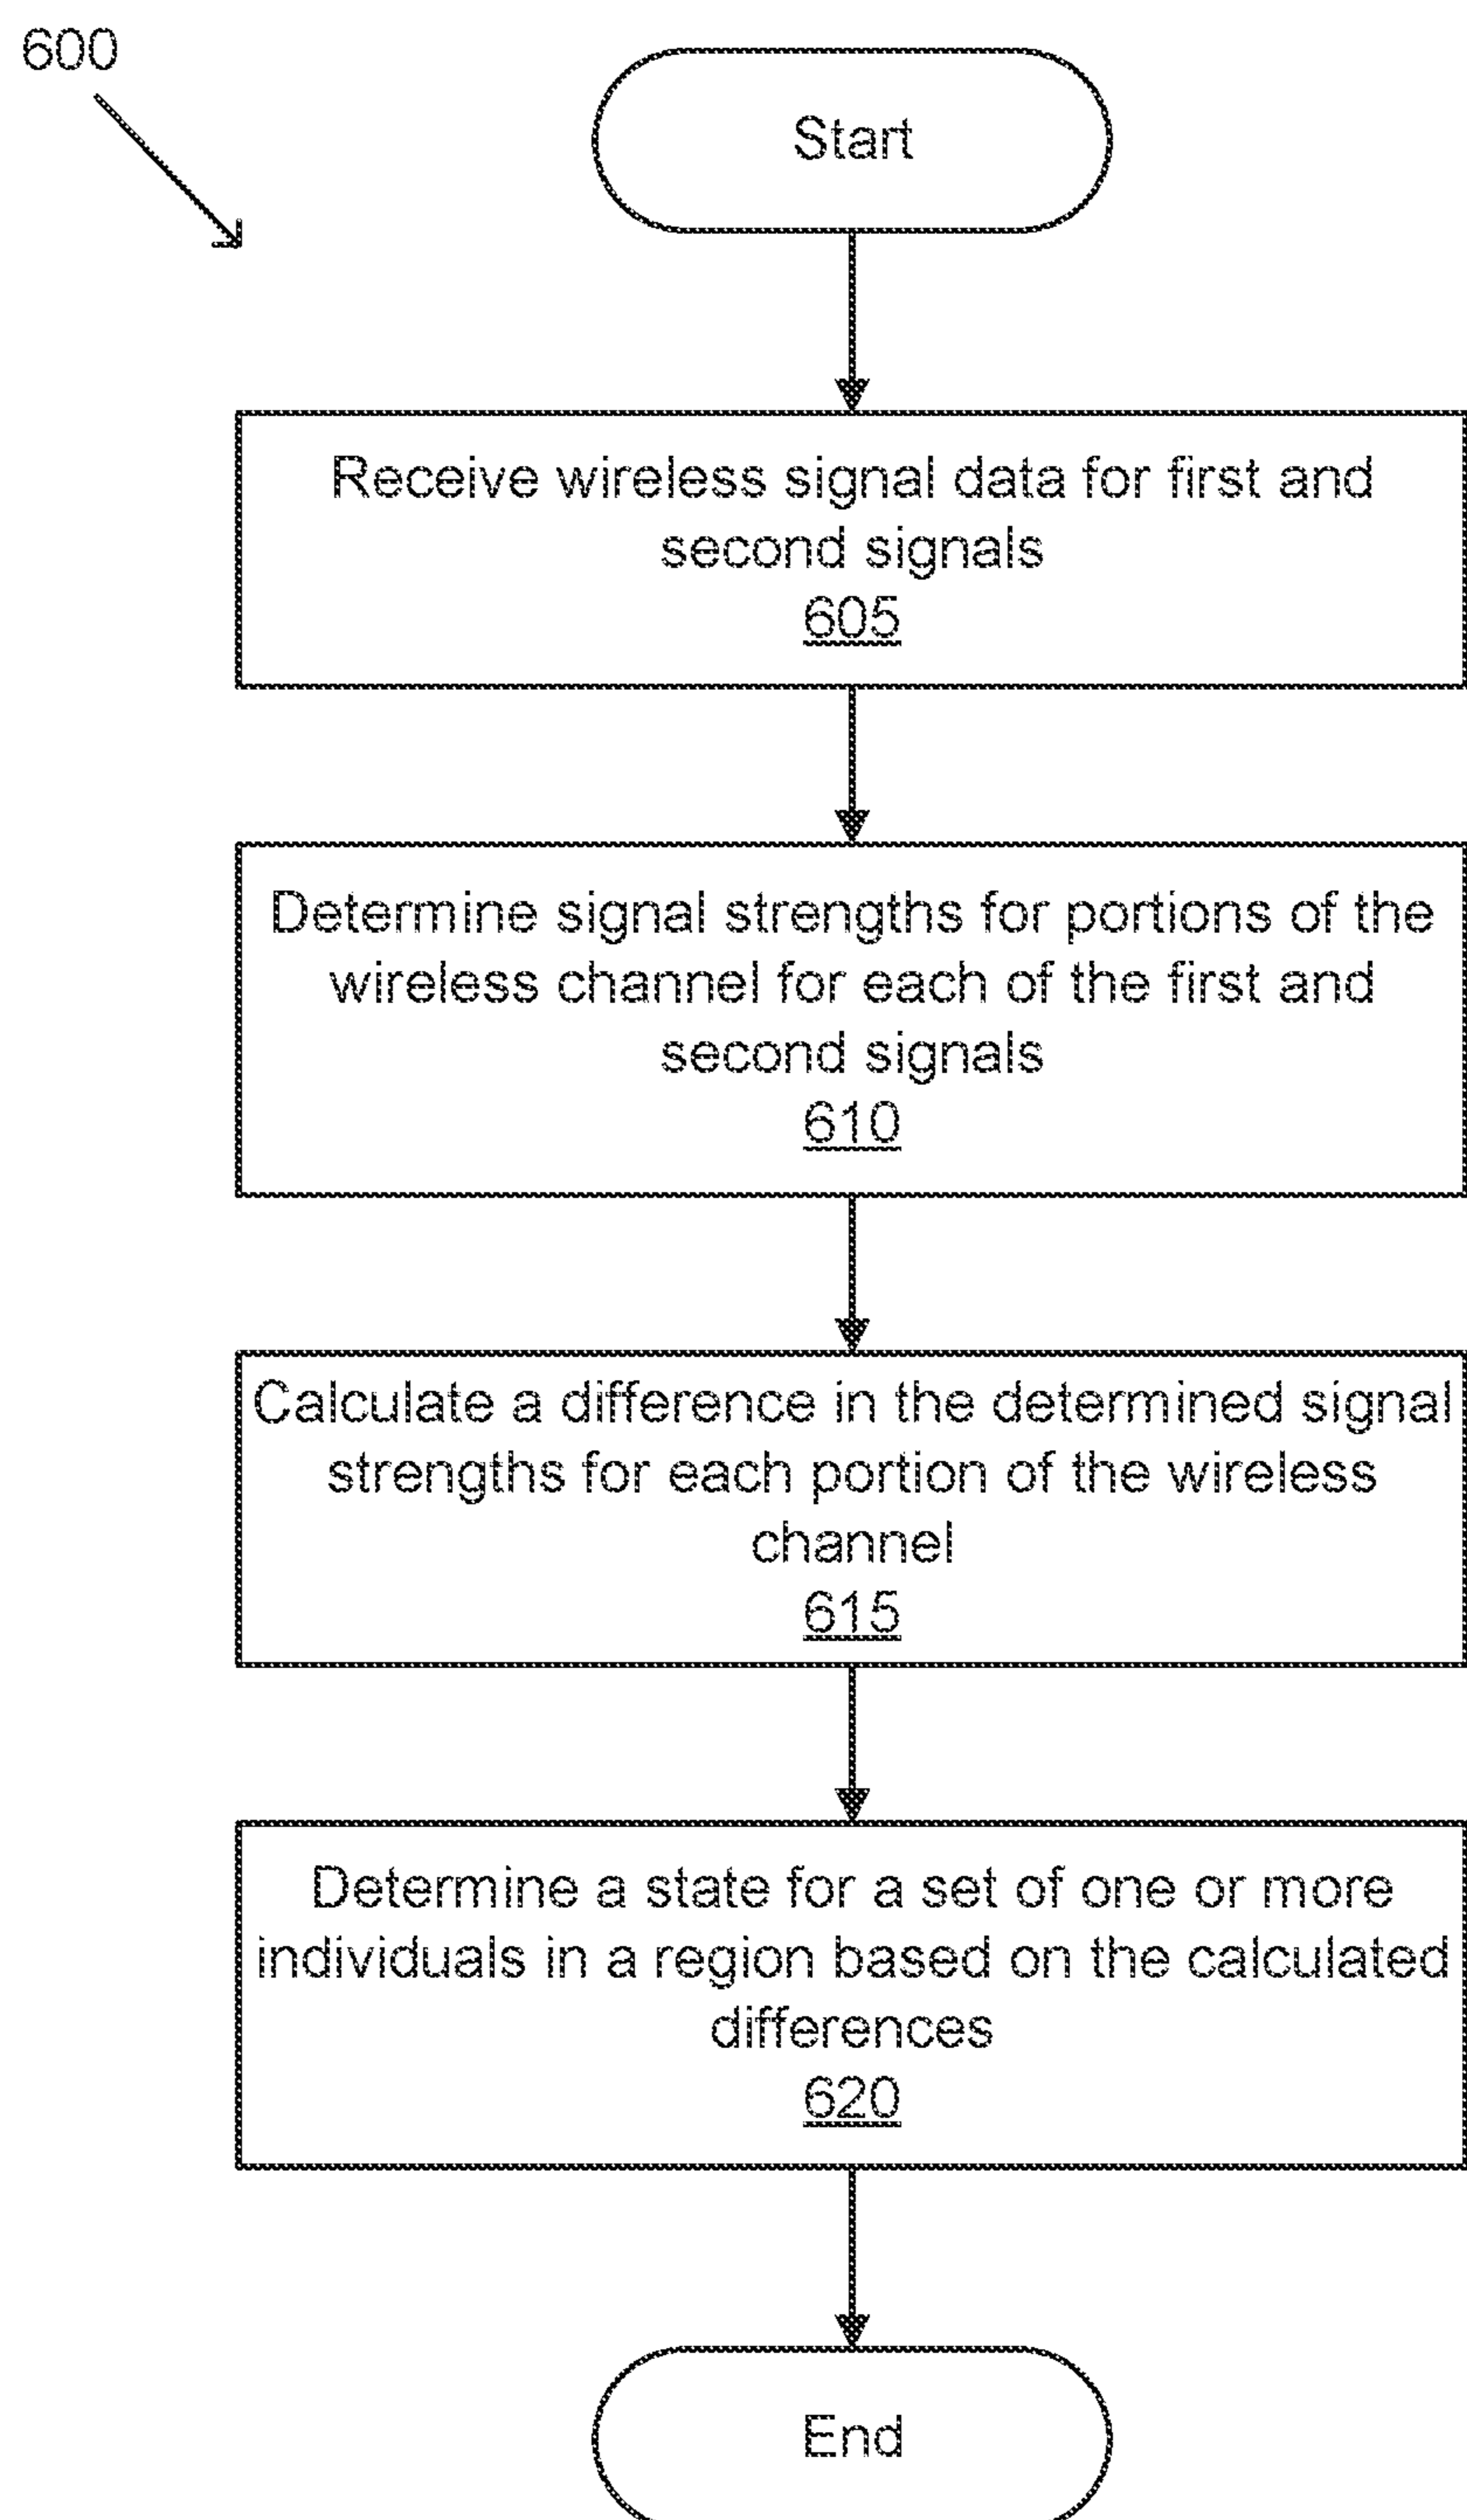 600
Start
Receive wireless signal data for first and
second signals
605
Determine signal strengths for portions of the
wireless channel for each of the first and
second signals
610
Calculate a difference in the determined signal
strengths for each portion of the wireless
channel
615
Determine a state for a set of one or more
individuals in a region based on the calculated
differences
620
End